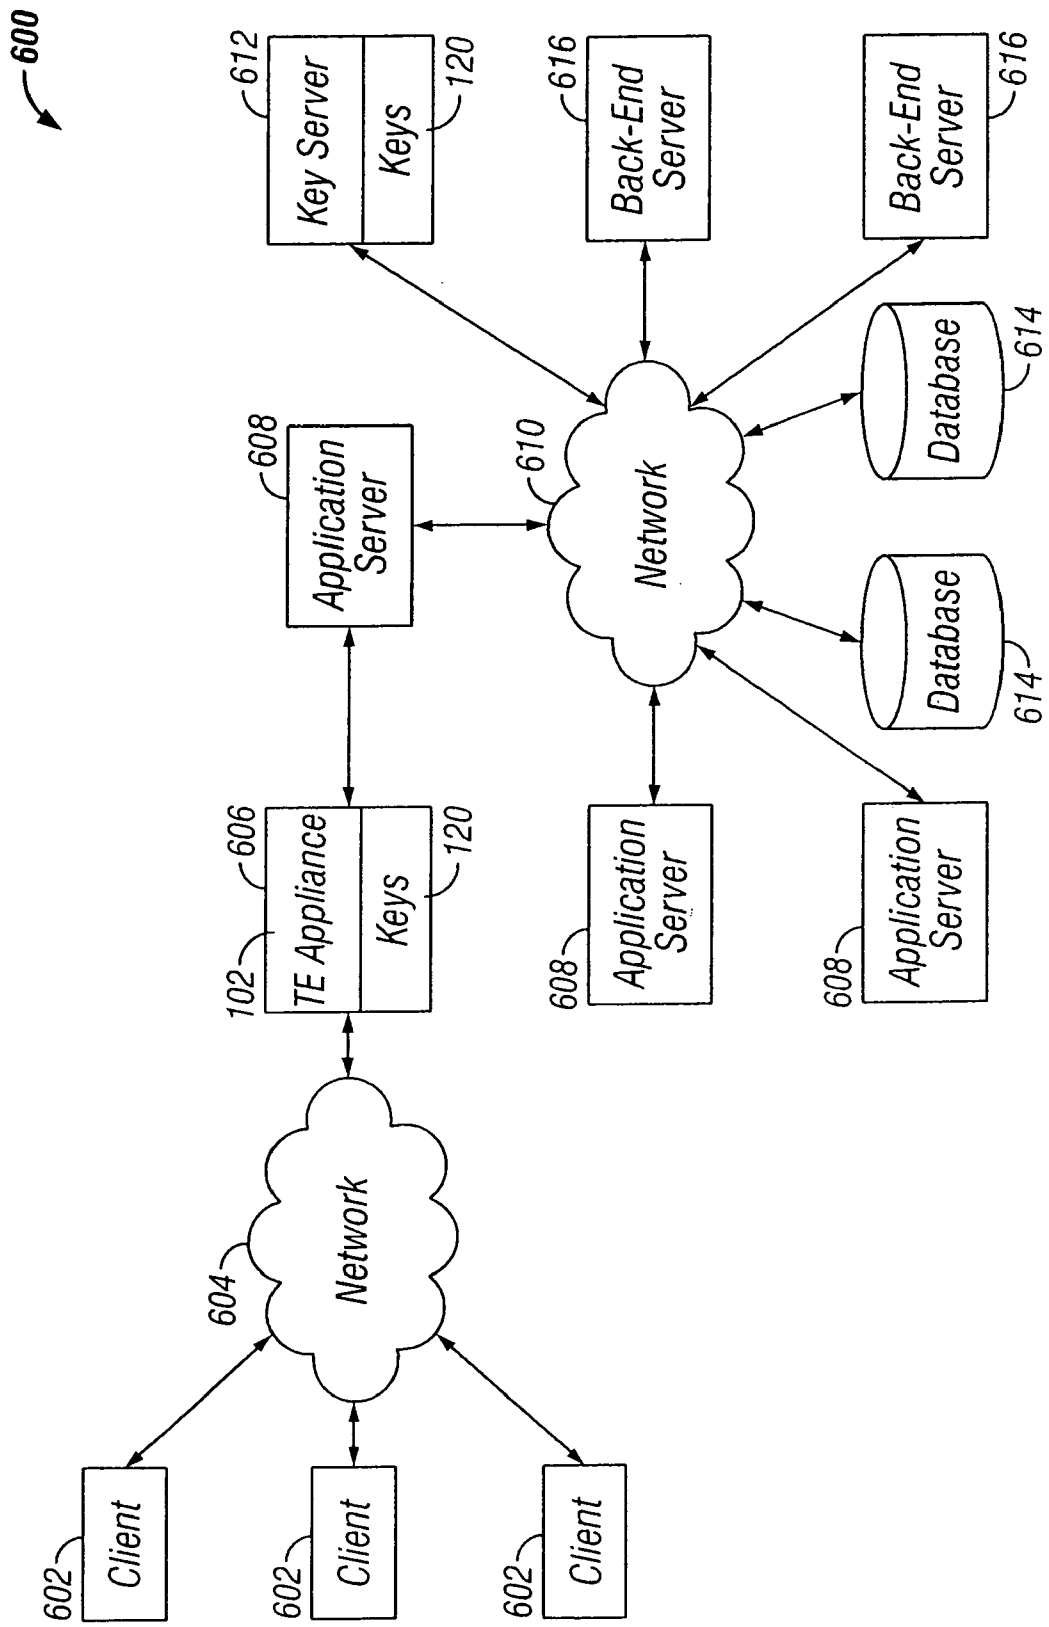 600
602
Client
602
Client
602
Client
604
Network
102
606
TE Appliance
Keys
120
608
Application
Server
610
Network
612
Key Server
Keys
120
616
Back-End
Server
616
Back-End
Server
608
Application
Server
608
Application
Server
Database
614
Database
614